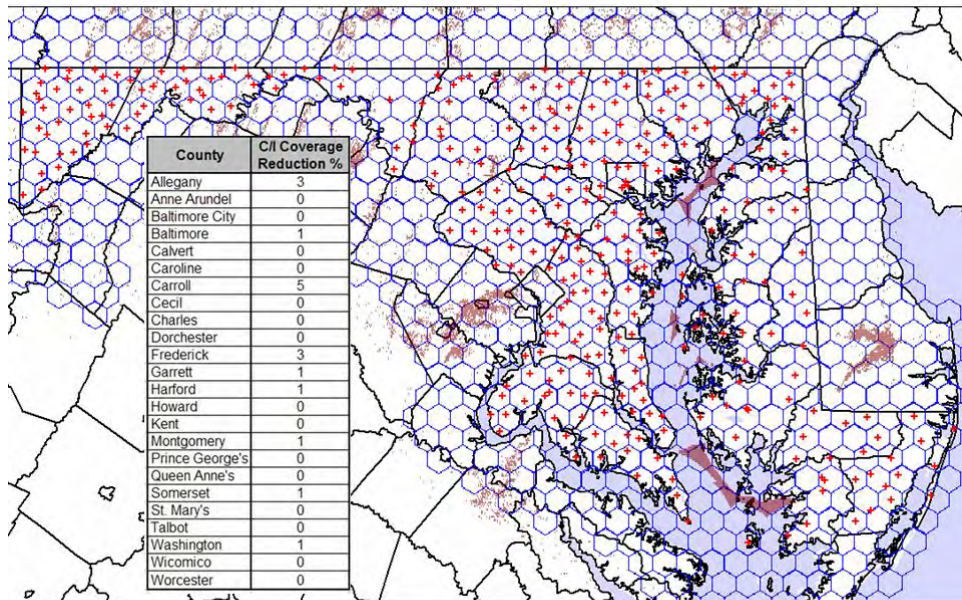 County C/I Coverage Reduction %
Allegany 3
Anne Arundel 0
Baltimore City 0
Baltimore 1
Calvert 0
Caroline 0
Carroll 5
Cecil 0
Charles 0
Dorchester 0
Frederick 3
Garrett 1
Harford 1
Howard 0
Kent 0
Montgomery 1
Prince George's 0
Queen Anne's 0
Somerset 1
St. Mary's 0
Talbot 0
Washington 1
Wicomico 0
Worcester 0